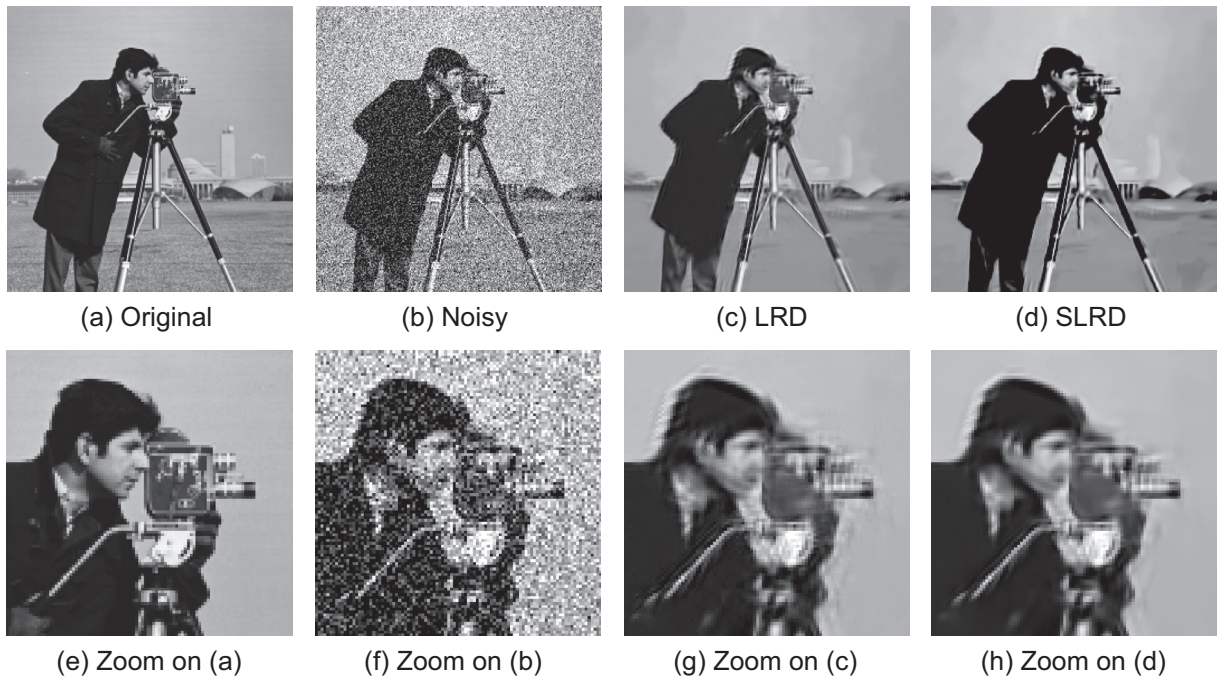 (a) Original
(b) Noisy
(c) LRD
(d) SLRD
(e) Zoom on (a)
(f) Zoom on (b)
(g) Zoom on (c)
(h) Zoom on (d)